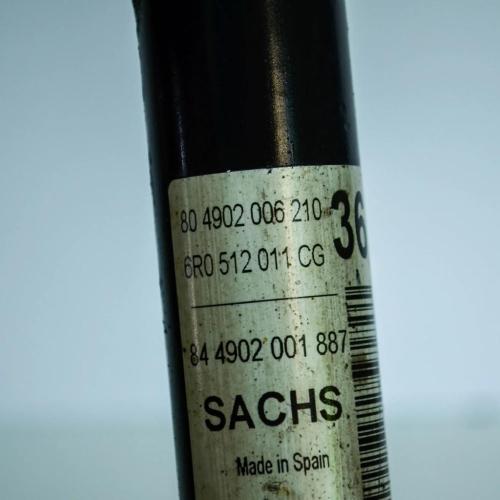 80 4902 006 210
36
6R0 512 011 CG
84 4902 001 887
SACHS
Made in Spain